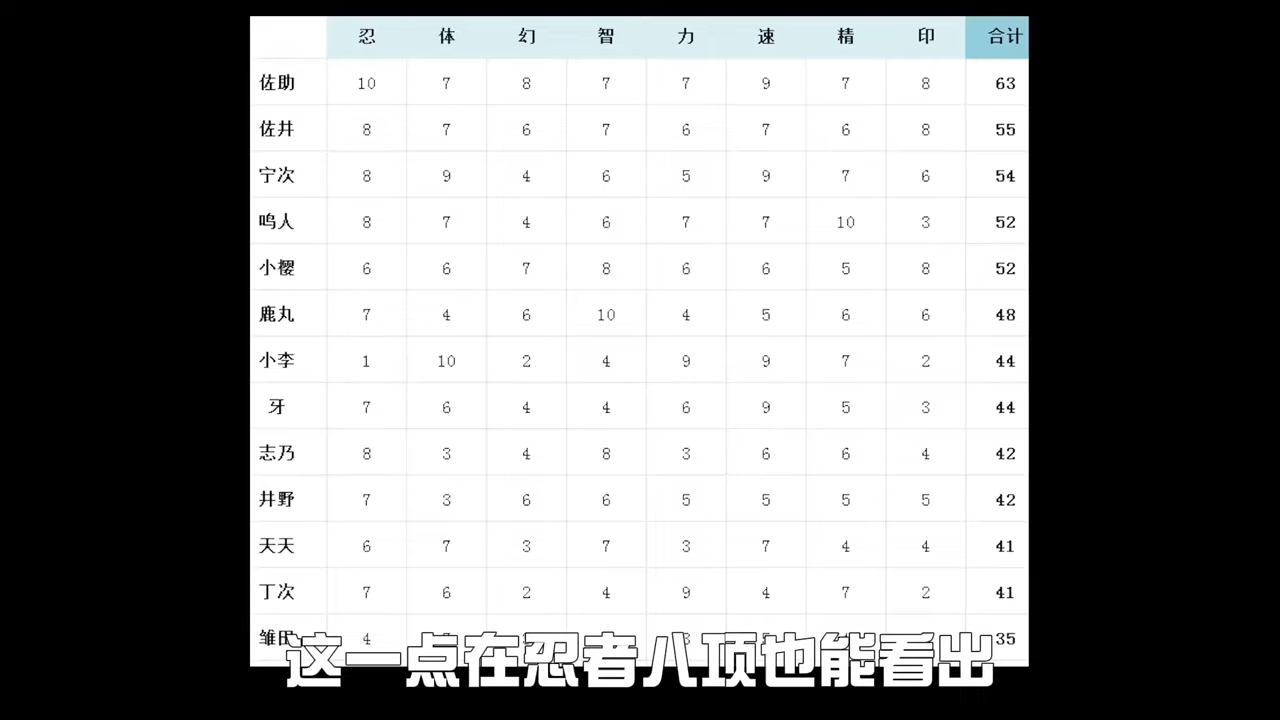 忍 体 幻 智 力 速 精 印 合计
佐助 10 7 8 7 7 9 7 8 63
佐井 8 7 6 7 6 7 6 8 55
宁次 8 9 4 6 5 9 7 6 54
鸣人 8 7 4 6 7 7 10 3 52
小樱 6 6 7 8 6 6 5 8 52
鹿丸 7 4 6 10 4 5 6 6 48
小李 1 10 2 4 9 9 7 2 44
牙 7 6 4 4 6 9 5 3 44
志乃 8 3 4 8 3 6 6 4 42
井野 7 3 6 6 5 5 5 5 42
天天 6 7 3 7 3 7 4 4 41
丁次 7 6 2 4 9 4 7 2 41
雏田 4 35
这一点在忍者八项也能看出